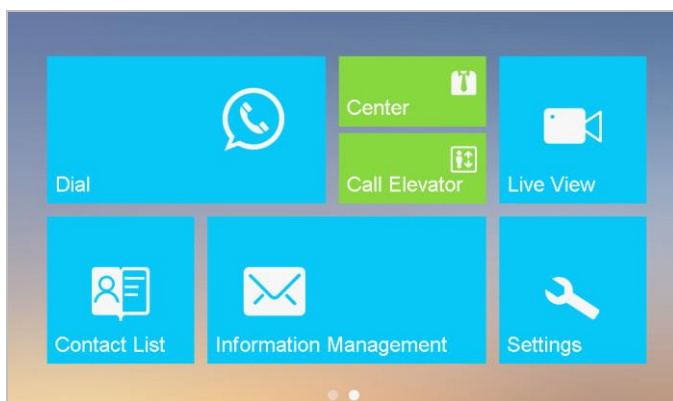 Center
Dial
Call Elevator
Live View
Contact List
Information Management
Settings